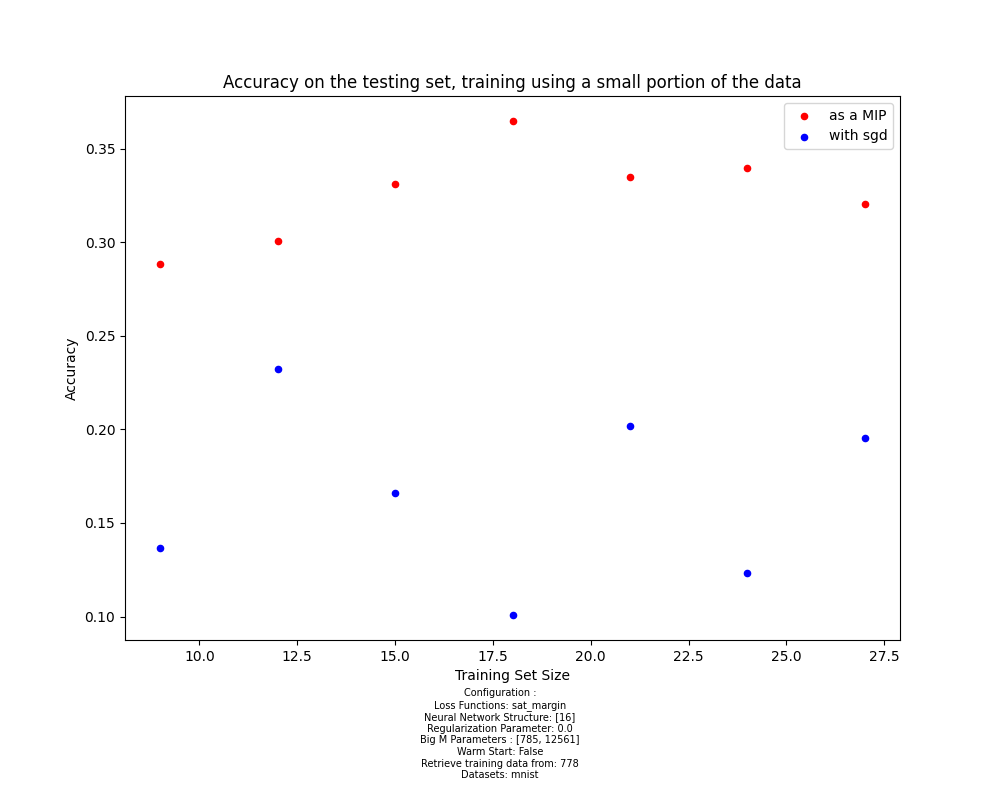 Accuracy on the testing set, training using a small portion of the data
as a MIP
with sgd
0.35
0.30
0.25
0.20
0.15
0.10
Accuracy
10.0 12.5 15.0 17.5 20.0 22.5 25.0 27.5
Training Set Size
Configuration :
Loss Functions: sat_margin
Neural Network Structure: [16]
Regularization Parameter: 0.0
Big M Parameters : [785, 12561]
Warm Start: False
Retrieve training data from: 778
Datasets: mnist